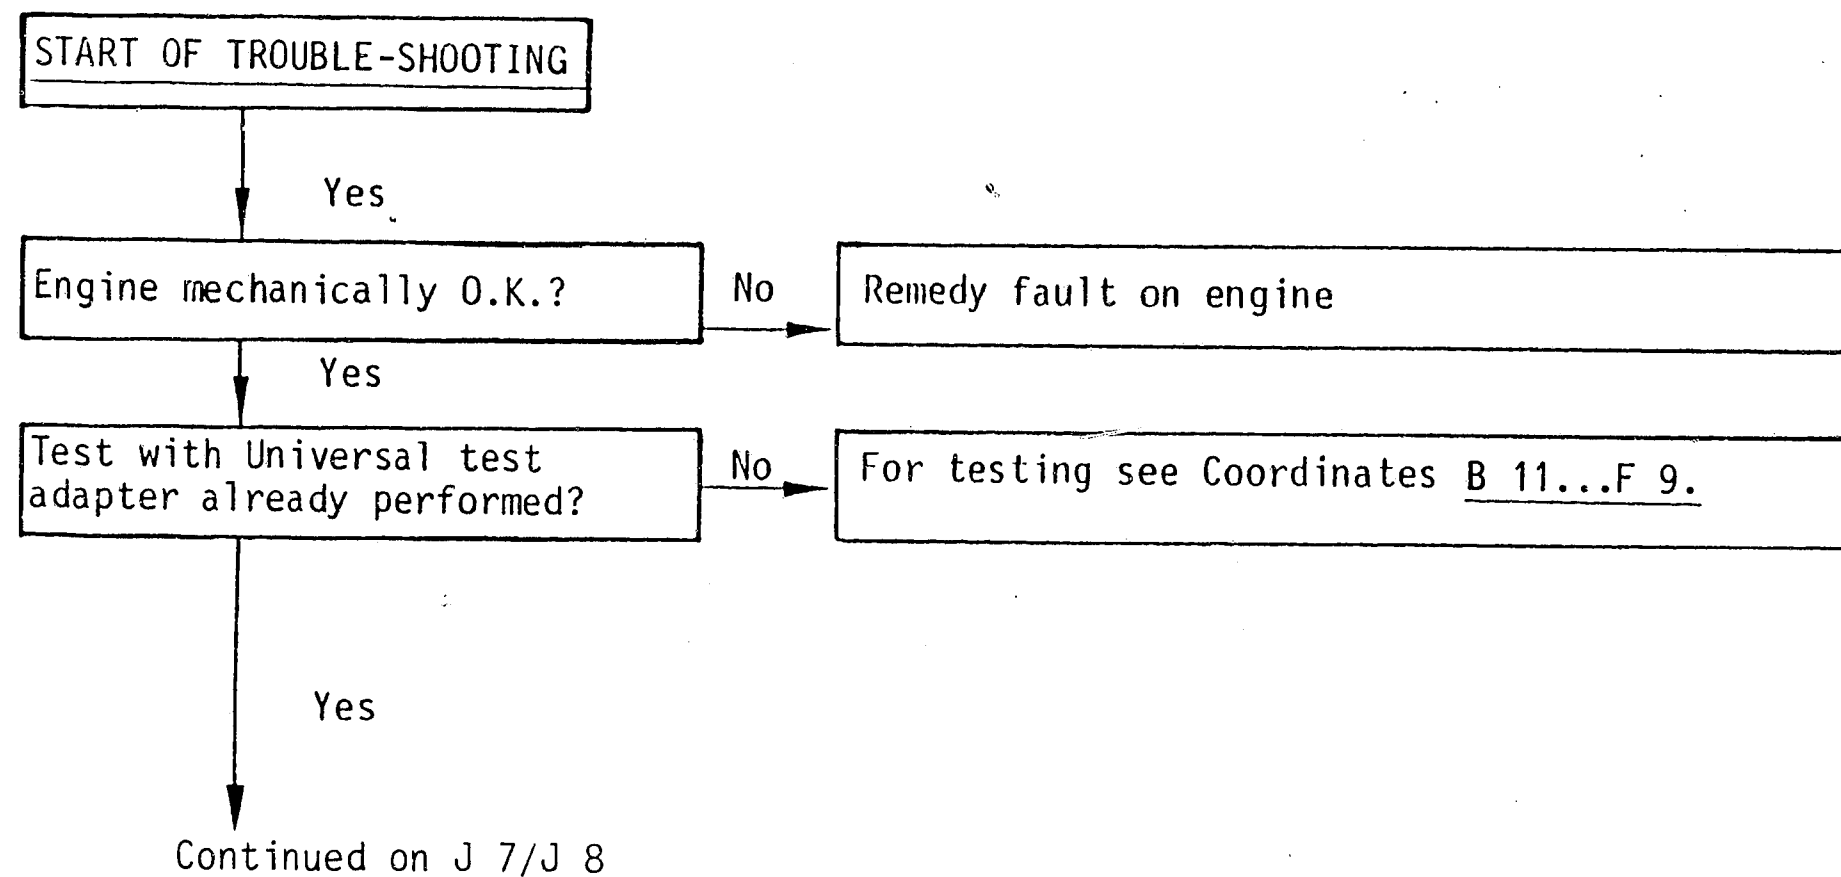 START OF TROUBLE-SHOOTING
Yes
Engine mechanically O.K.?
No
Remedy fault on engine
Yes
Test with Universal test
adapter already performed?
No
For testing see Coordinates B 11...F 9.
Yes
Continued on J 7/J 8